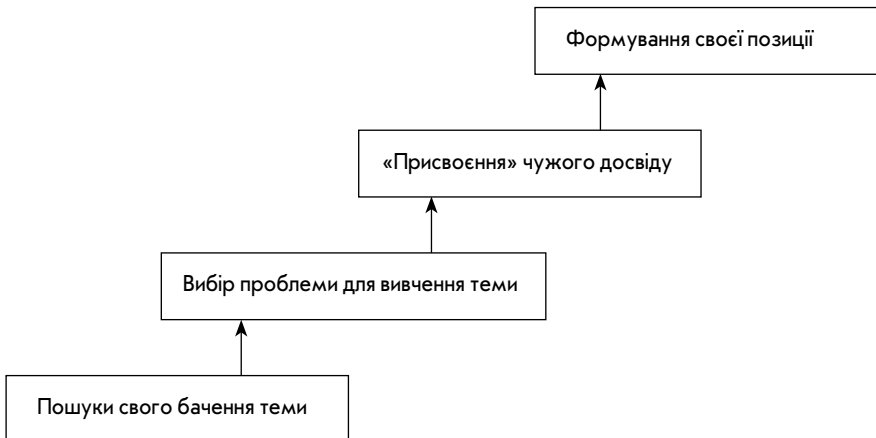 Формування своєї позиції
«Присвоєння» чужого досвіду
Вибір проблеми для вивчення теми
Пошуки свого бачення теми